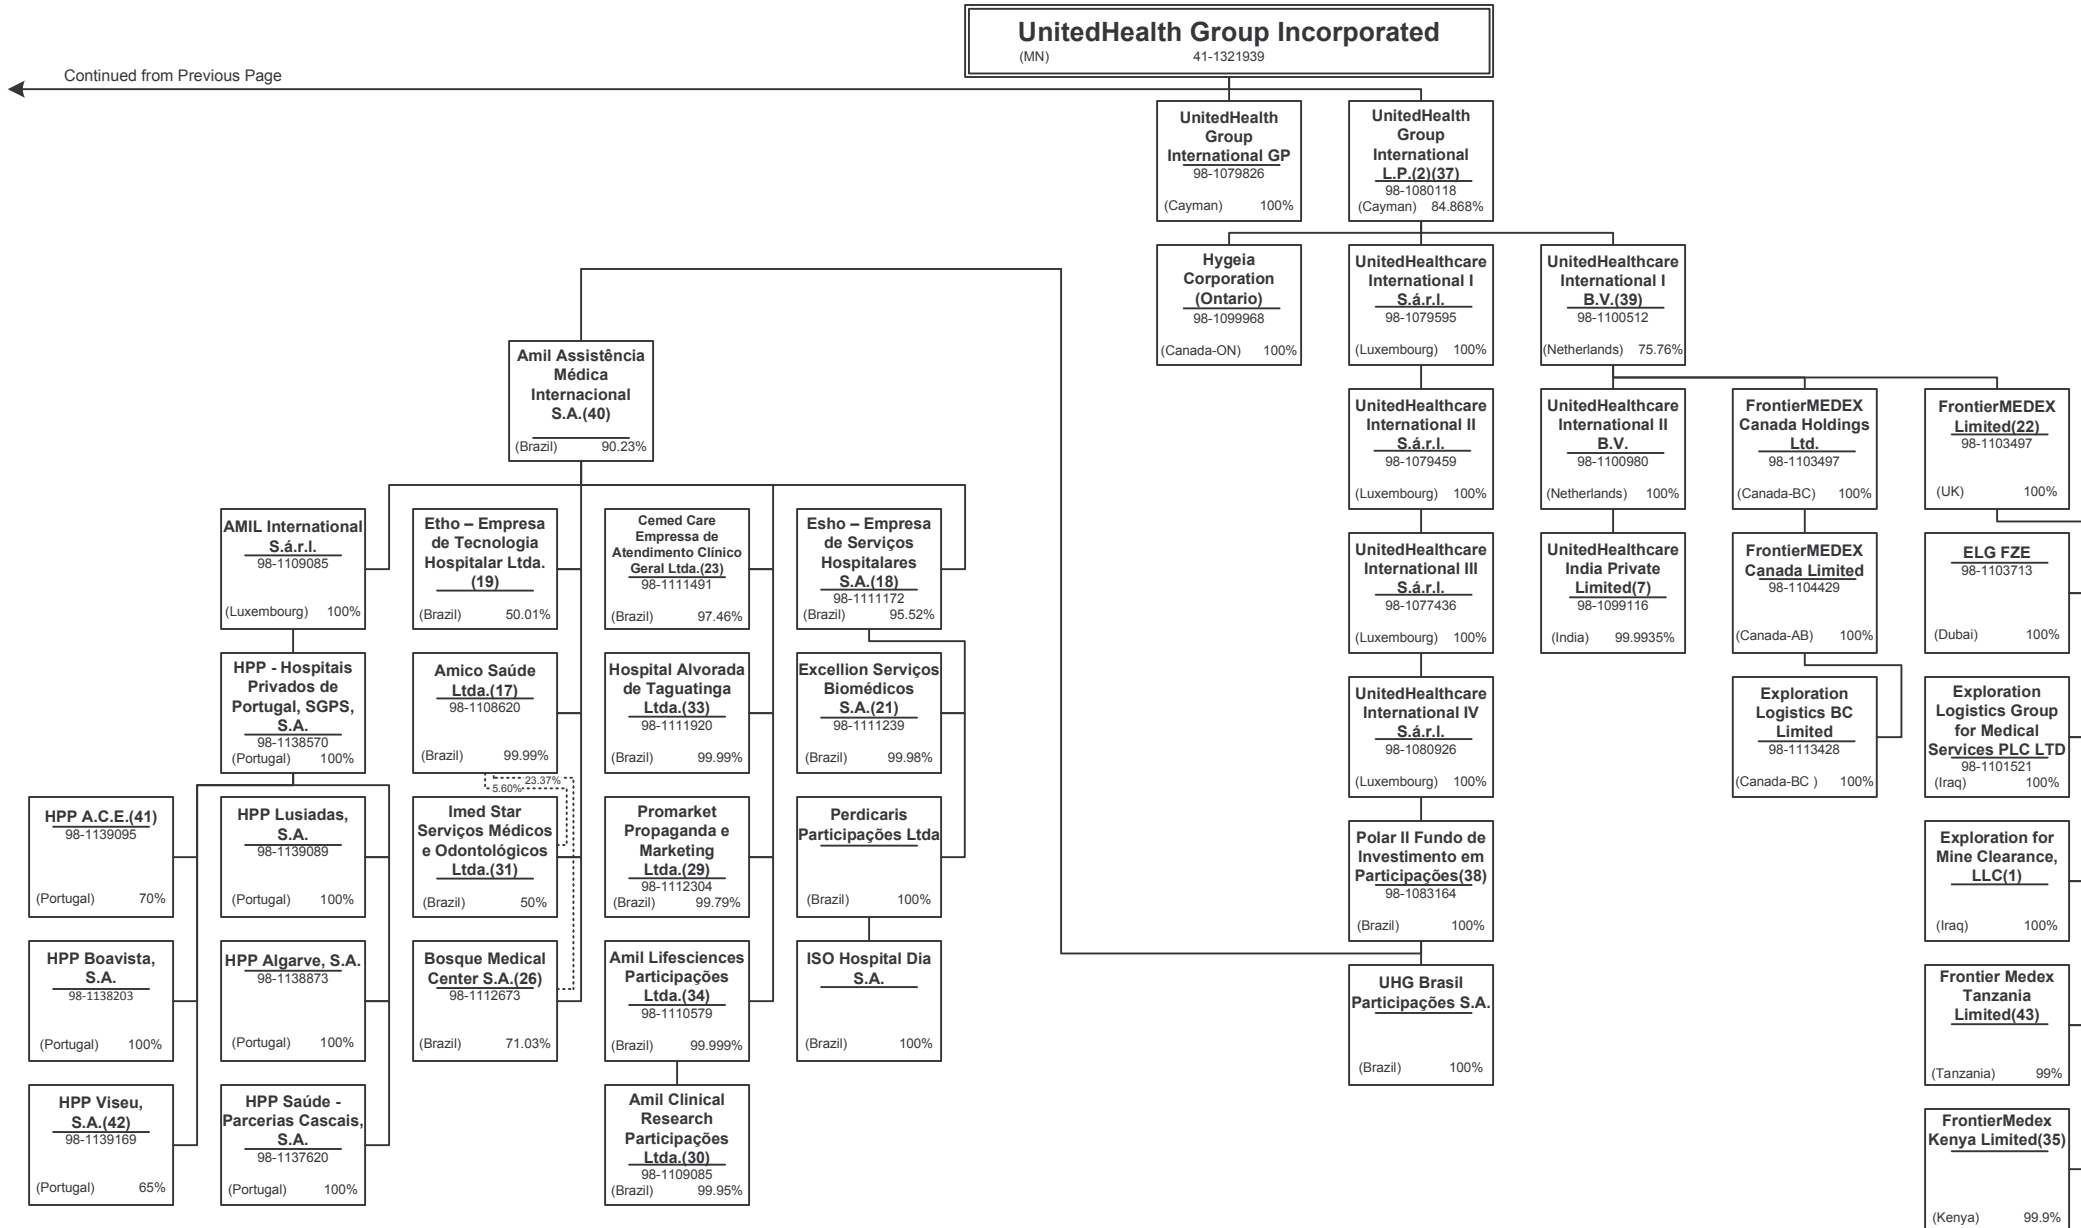 UnitedHealth Group Incorporated
(MN) 41-1321939
Continued from Previous Page
UnitedHealth
Group
International GP
98-1079826
(Cayman) 100%
UnitedHealth
Group
International
L.P.(2)(37)
98-1080118
(Cayman) 84.868%
Hygeia
Corporation
(Ontario)
98-1099968
(Canada-ON) 100%
UnitedHealthcare
International I
S.á.r.l.
98-1079595
(Luxembourg) 100%
UnitedHealthcare
International I
B.V.(39)
98-1100512
(Netherlands) 75.76%
Amil Assistência
Médica
Internacional
S.A.(40)
(Brazil) 90.23%
UnitedHealthcare
International II
S.á.r.l.
98-1079459
(Luxembourg) 100%
UnitedHealthcare
International II
B.V.
98-1100980
(Netherlands) 100%
FrontierMEDEX
Canada Holdings
Ltd.
98-1103497
(Canada-BC) 100%
FrontierMEDEX
Limited(22)
98-1103497
(UK) 100%
AMIL International
S.á.r.l.
98-1109085
(Luxembourg) 100%
Etho – Empresa
de Tecnologia
Hospitalar Ltda.
(19)
(Brazil) 50.01%
Cemed Care
Empressa de
Atendimento Clínico
Geral Ltda.(23)
98-1111491
(Brazil) 97.46%
Esho – Empresa
de Serviços
Hospitalares
S.A.(18)
98-1111172
(Brazil) 95.52%
UnitedHealthcare
International III
S.á.r.l.
98-1077436
(Luxembourg) 100%
UnitedHealthcare
India Private
Limited(7)
98-1099116
(India) 99.9935%
FrontierMEDEX
Canada Limited
98-1104429
(Canada-AB) 100%
ELG FZE
98-1103713
(Dubai) 100%
HPP - Hospitais
Privados de
Portugal, SGPS,
S.A.
98-1138570
(Portugal) 100%
Amico Saúde
Ltda.(17)
98-1108620
(Brazil) 99.99%
Hospital Alvorada
de Taguatinga
Ltda.(33)
98-1111920
(Brazil) 99.99%
Excellion Serviços
Biomédicos
S.A.(21)
98-1111239
(Brazil) 99.98%
UnitedHealthcare
International IV
S.á.r.l.
98-1080926
(Luxembourg) 100%
Exploration
Logistics BC
Limited
98-1113428
(Canada-BC ) 100%
Exploration
Logistics Group
for Medical
Services PLC LTD
98-1101521
(Iraq) 100%
23.37%
5.60%
HPP A.C.E.(41)
98-1139095
(Portugal) 70%
HPP Lusiadas,
S.A.
98-1139089
(Portugal) 100%
Imed Star
Serviços Médicos
e Odontológicos
Ltda.(31)
(Brazil) 50%
Promarket
Propaganda e
Marketing
Ltda.(29)
98-1112304
(Brazil) 99.79%
Perdicaris
Participações Ltda
(Brazil) 100%
Polar II Fundo de
Investimento em
Participações(38)
98-1083164
(Brazil) 100%
Exploration for
Mine Clearance,
LLC(1)
(Iraq) 100%
HPP Boavista,
S.A.
98-1138203
(Portugal) 100%
HPP Algarve, S.A.
98-1138873
(Portugal) 100%
Bosque Medical
Center S.A.(26)
98-1112673
(Brazil) 71.03%
Amil Lifesciences
Participações
Ltda.(34)
98-1110579
(Brazil) 99.999%
ISO Hospital Dia
S.A.
(Brazil) 100%
UHG Brasil
Participações S.A.
(Brazil) 100%
Frontier Medex
Tanzania
Limited(43)
(Tanzania) 99%
HPP Viseu,
S.A.(42)
98-1139169
(Portugal) 65%
HPP Saúde -
Parcerias Cascais,
S.A.
98-1137620
(Portugal) 100%
Amil Clinical
Research
Participações
Ltda.(30)
98-1109085
(Brazil) 99.95%
FrontierMedex
Kenya Limited(35)
(Kenya) 99.9%